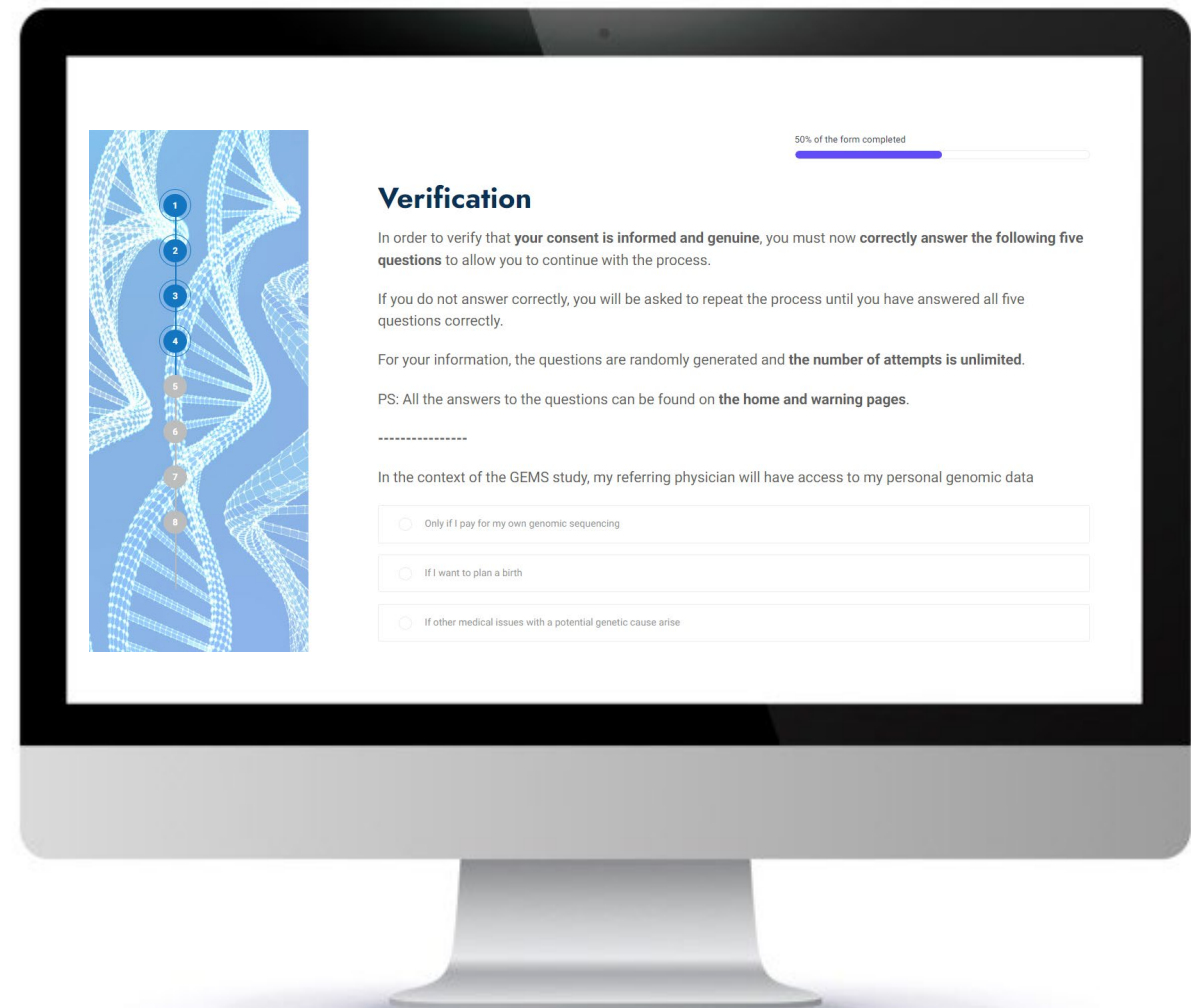 50% of the form completed
1
2
3
4
5
6
7
8
Verification
In order to verify that your consent is informed and genuine, you must now correctly answer the following five
questions to allow you to continue with the process.
If you do not answer correctly, you will be asked to repeat the process until you have answered all five
questions correctly.
For your information, the questions are randomly generated and the number of attempts is unlimited.
PS: All the answers to the questions can be found on the home and warning pages.
----------------
In the context of the GEMS study, my referring physician will have access to my personal genomic data
Only if I pay for my own genomic sequencing
If I want to plan a birth
If other medical issues with a potential genetic cause arise